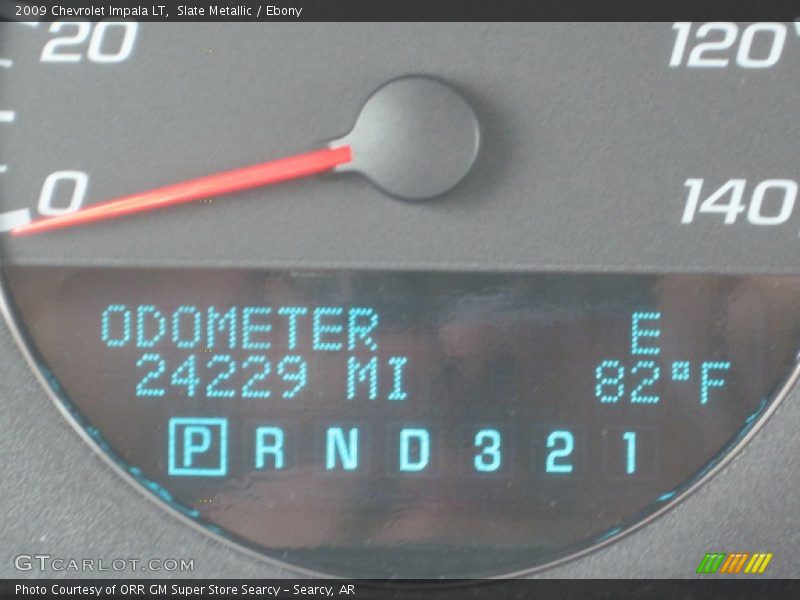 2009 Chevrolet Impala LT, Slate Metallic / Ebony
20 120
0 140
ODOMETER E
24229 MI 82°F
P R N D 3 2 1
GTCARLOT.COM
Photo Courtesy of ORR GM Super Store Searcy – Searcy, AR